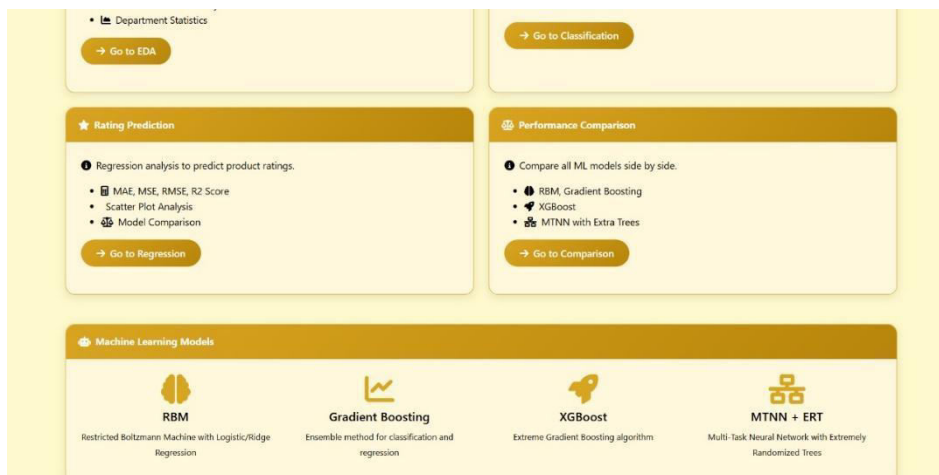 Department Statistics
→ Go to EDA
→ Go to Classification
Rating Prediction
Regression analysis to predict product ratings.
MAE, MSE, RMSE, R2 Score
Scatter Plot Analysis
Model Comparison
→ Go to Regression
Performance Comparison
Compare all ML models side by side.
RBM, Gradient Boosting
XGBoost
MTNN with Extra Trees
→ Go to Comparison
Machine Learning Models
RBM
Restricted Boltzmann Machine with Logistic/Ridge
Regression
Gradient Boosting
Ensemble method for classification and
regression
XGBoost
Extreme Gradient Boosting algorithm
MTNN + ERT
Multi-Task Neural Network with Extremely
Randomized Trees